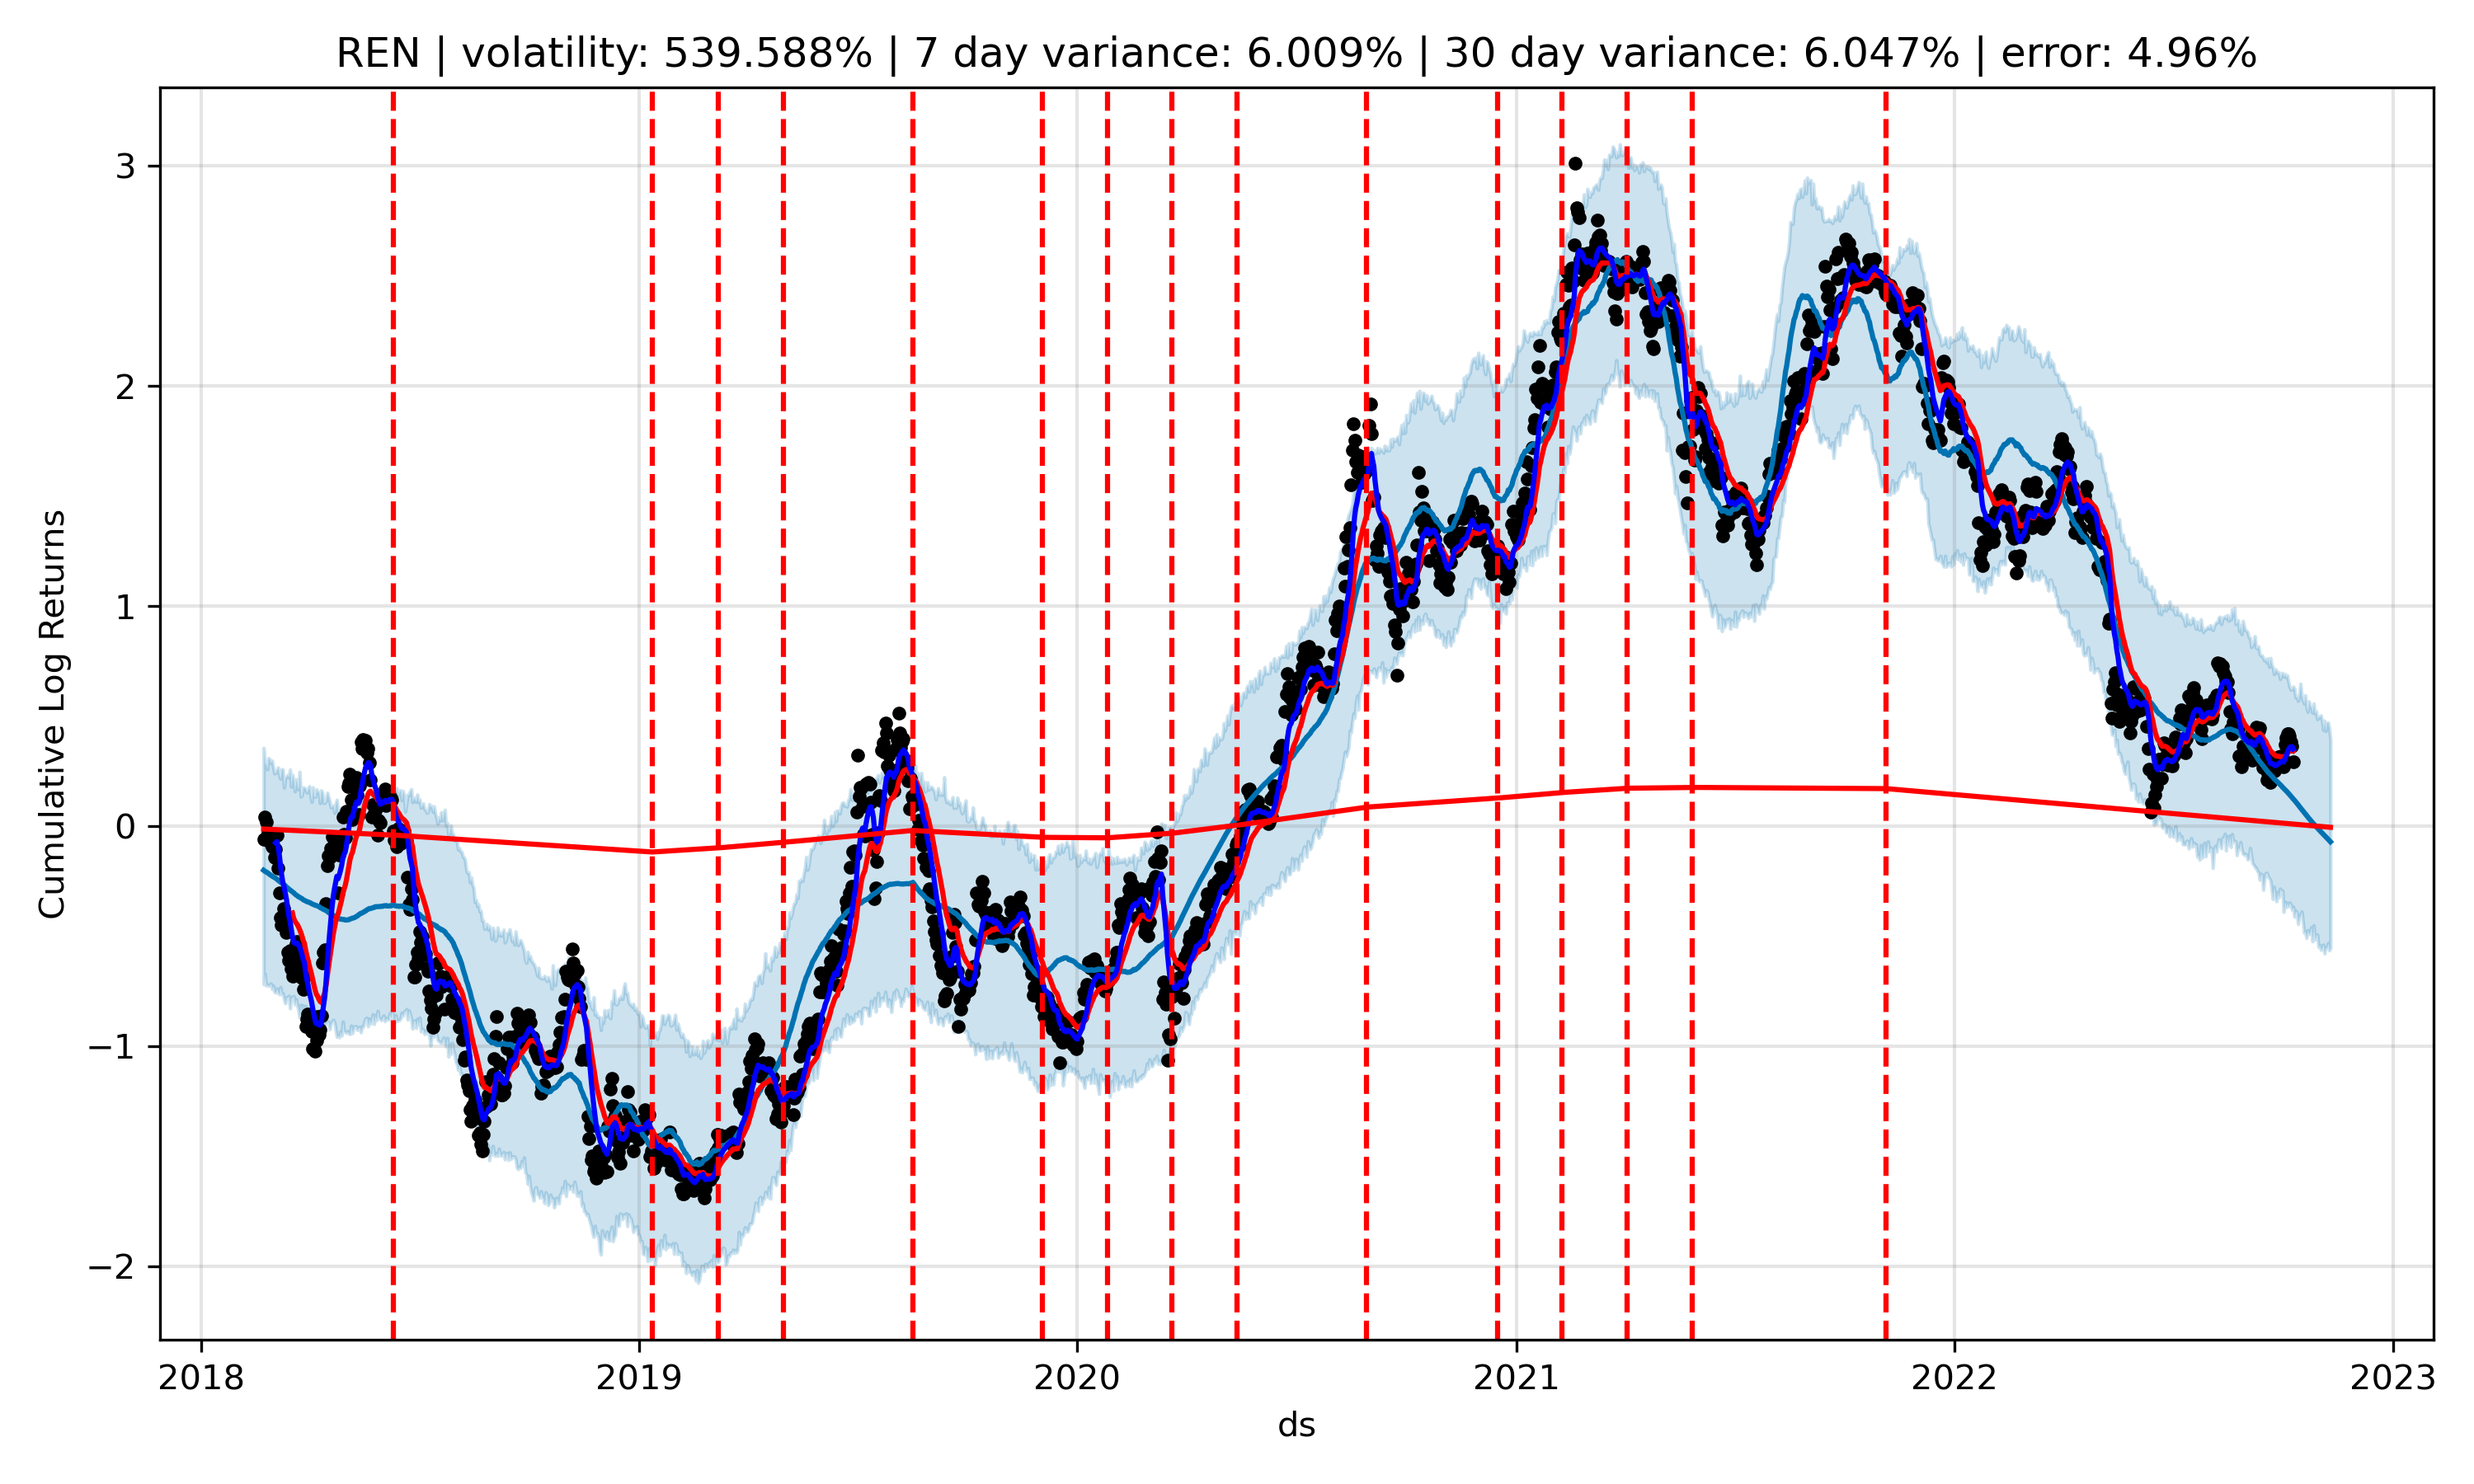 REN | volatility: 539.588% | 7 day variance: 6.009% | 30 day variance: 6.047% | error: 4.96%
Cumulative Log Returns
3
2
1
0
−1
−2
2018 2019 2020 2021 2022 2023
ds